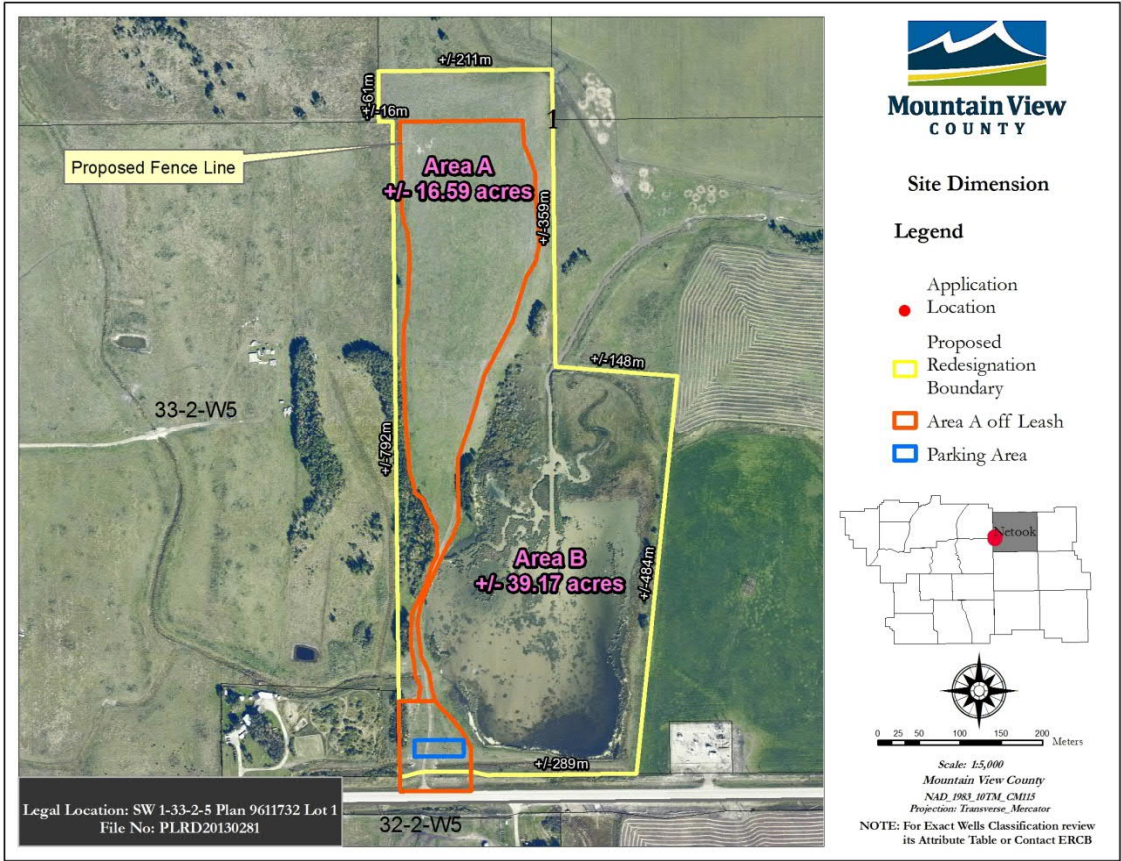 +/-211m
+/-61m
+/-16m
1
Proposed Fence Line
Area A
+/- 16.59 acres
+/-359m
+/-148m
33-2-W5
+/-792m
Area B
+/- 39.17 acres
+/-484m
+/-289m
32-2-W5
Legal Location: SW 1-33-2-5 Plan 9611732 Lot 1
File No: PLRD20130281
Mountain View
COUNTY
Site Dimension
Legend
Application
Location
Proposed
Redesignation
Boundary
Area A off Leash
Parking Area
Netook
0 25 50 100 150 200 Meters
Scale: 1:5,000
Mountain View County
NAD_1983_10TM_CM115
Projection: Transverse_Mercator
NOTE: For Exact Wells Classification review
its Attribute Table or Contact ERCB